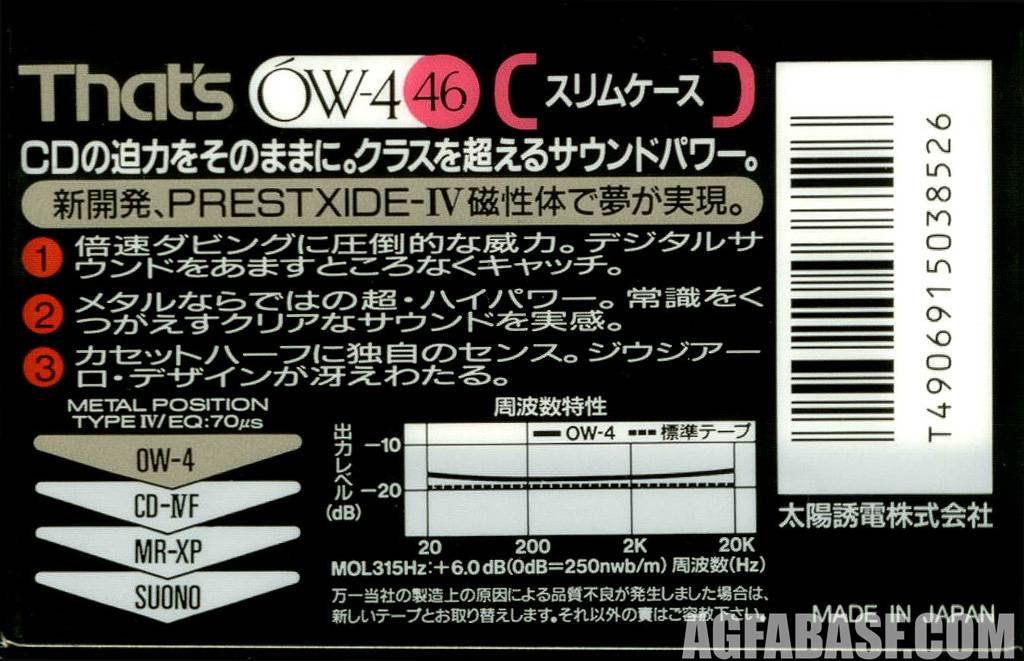 That's ÓW-4 46 (スリムケース)
CDの迫力をそのままに。クラスを超えるサウンドパワー。
新開発、PRESTXIDE-IV磁性体で夢が実現。
1 倍速ダビングに圧倒的な威力。デジタルサ
ウンドをあますところなくキャッチ。
2 メタルならではの超・ハイパワー。常識をく
つがえすクリアなサウンドを実感。
3 カセットハーフに独自のセンス。ジウジアー
ロ・デザインが冴えわたる。
METAL POSITION
TYPE IV/EQ:70μs
OW-4
CD-IVF
MR-XP
SUONO
周波数特性
出力レベル(dB)
OW-4 標準テープ
-10
-20
20 200 2K 20K
MOL315Hz:+6.0dB(0dB=250nwb/m) 周波数(Hz)
万一当社の製造上の原因による品質不良が発生しました場合は、
新しいテープとお取り替えします。それ以外の責はご容赦下さい。
T4906915038526
太陽誘電株式会社
MADE IN JAPAN
AGFABASF.COM